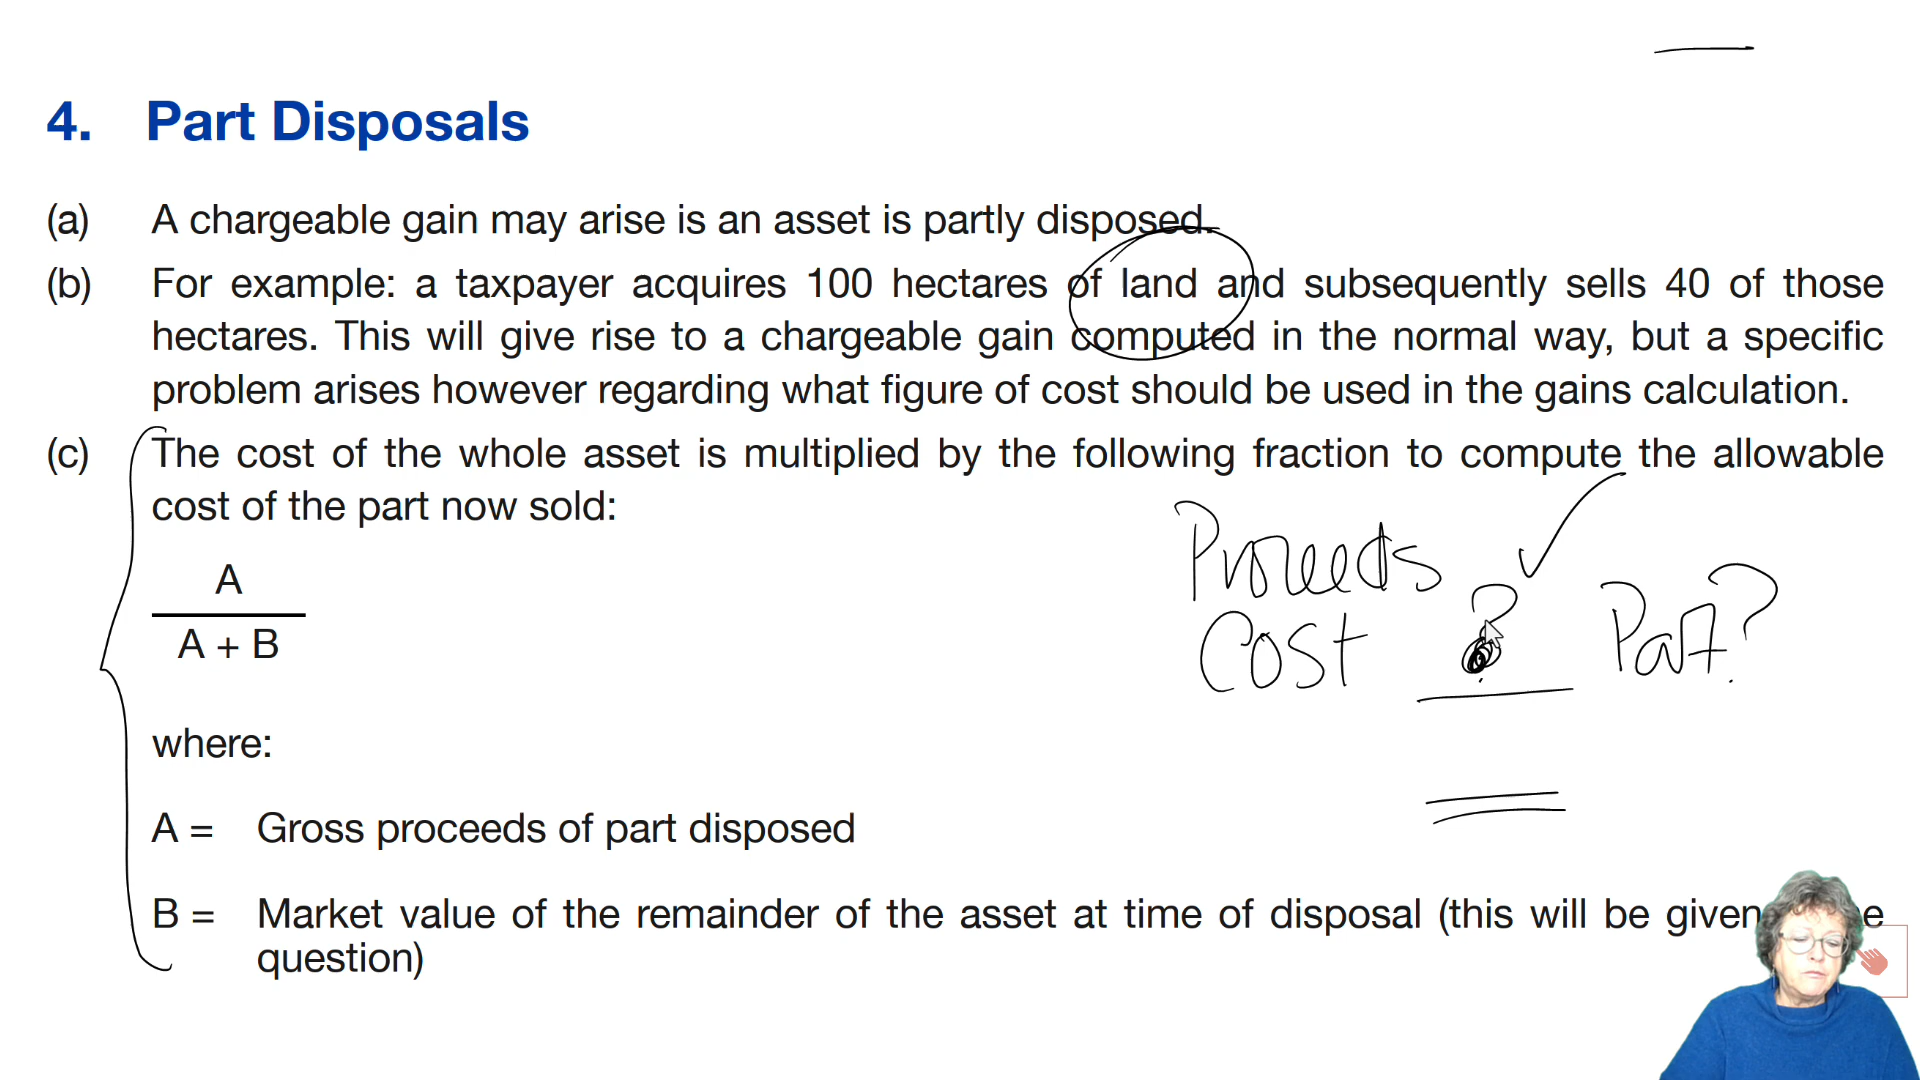 4. Part Disposals
(a) A chargeable gain may arise is an asset is partly disposed.
(b) For example: a taxpayer acquires 100 hectares of land and subsequently sells 40 of those
hectares. This will give rise to a chargeable gain computed in the normal way, but a specific
problem arises however regarding what figure of cost should be used in the gains calculation.
(c) The cost of the whole asset is multiplied by the following fraction to compute the allowable
cost of the part now sold:
A
A + B
Proceeds
Cost ? Part?
where:
A = Gross proceeds of part disposed
B = Market value of the remainder of the asset at time of disposal (this will be given
question)